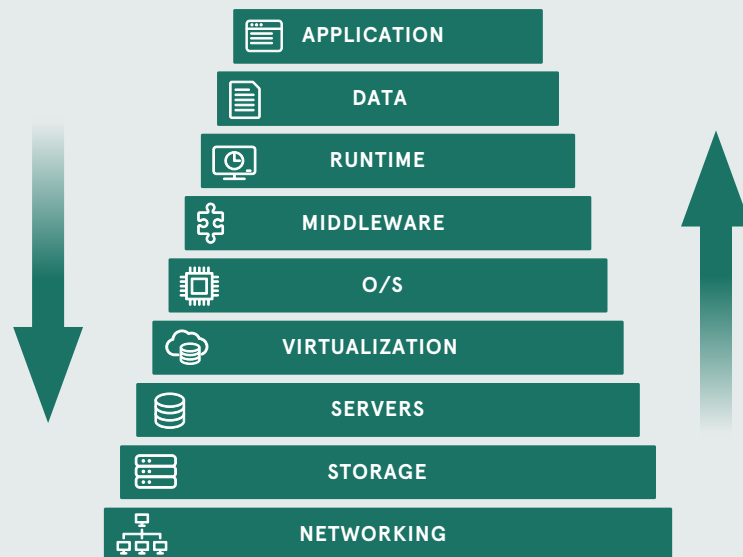 APPLICATION
DATA
RUNTIME
MIDDLEWARE
O/S
VIRTUALIZATION
SERVERS
STORAGE
NETWORKING